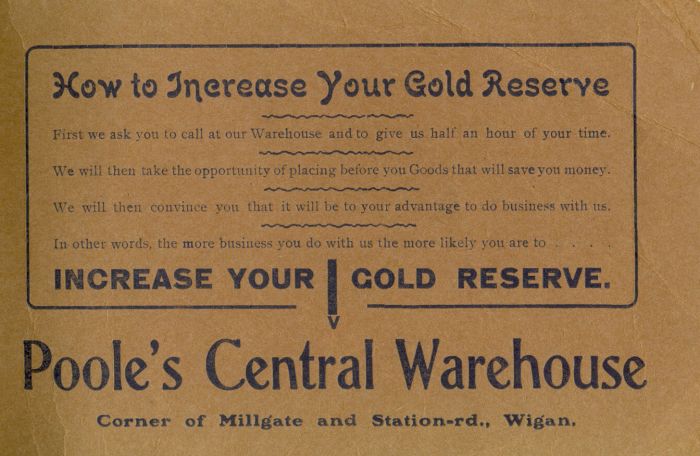 How to Increase Your Gold Reserve
First we ask you to call at our Warehouse and to give us half an hour of your time.
We will then take the opportunity of placing before you Goods that will save you money.
We will then convince you that it will be to your advantage to do business with us.
In other words, the more business you do with us the more likely you are to . . . . .
INCREASE YOUR GOLD RESERVE.
Poole's Central Warehouse
Corner of Millgate and Station-rd., Wigan.